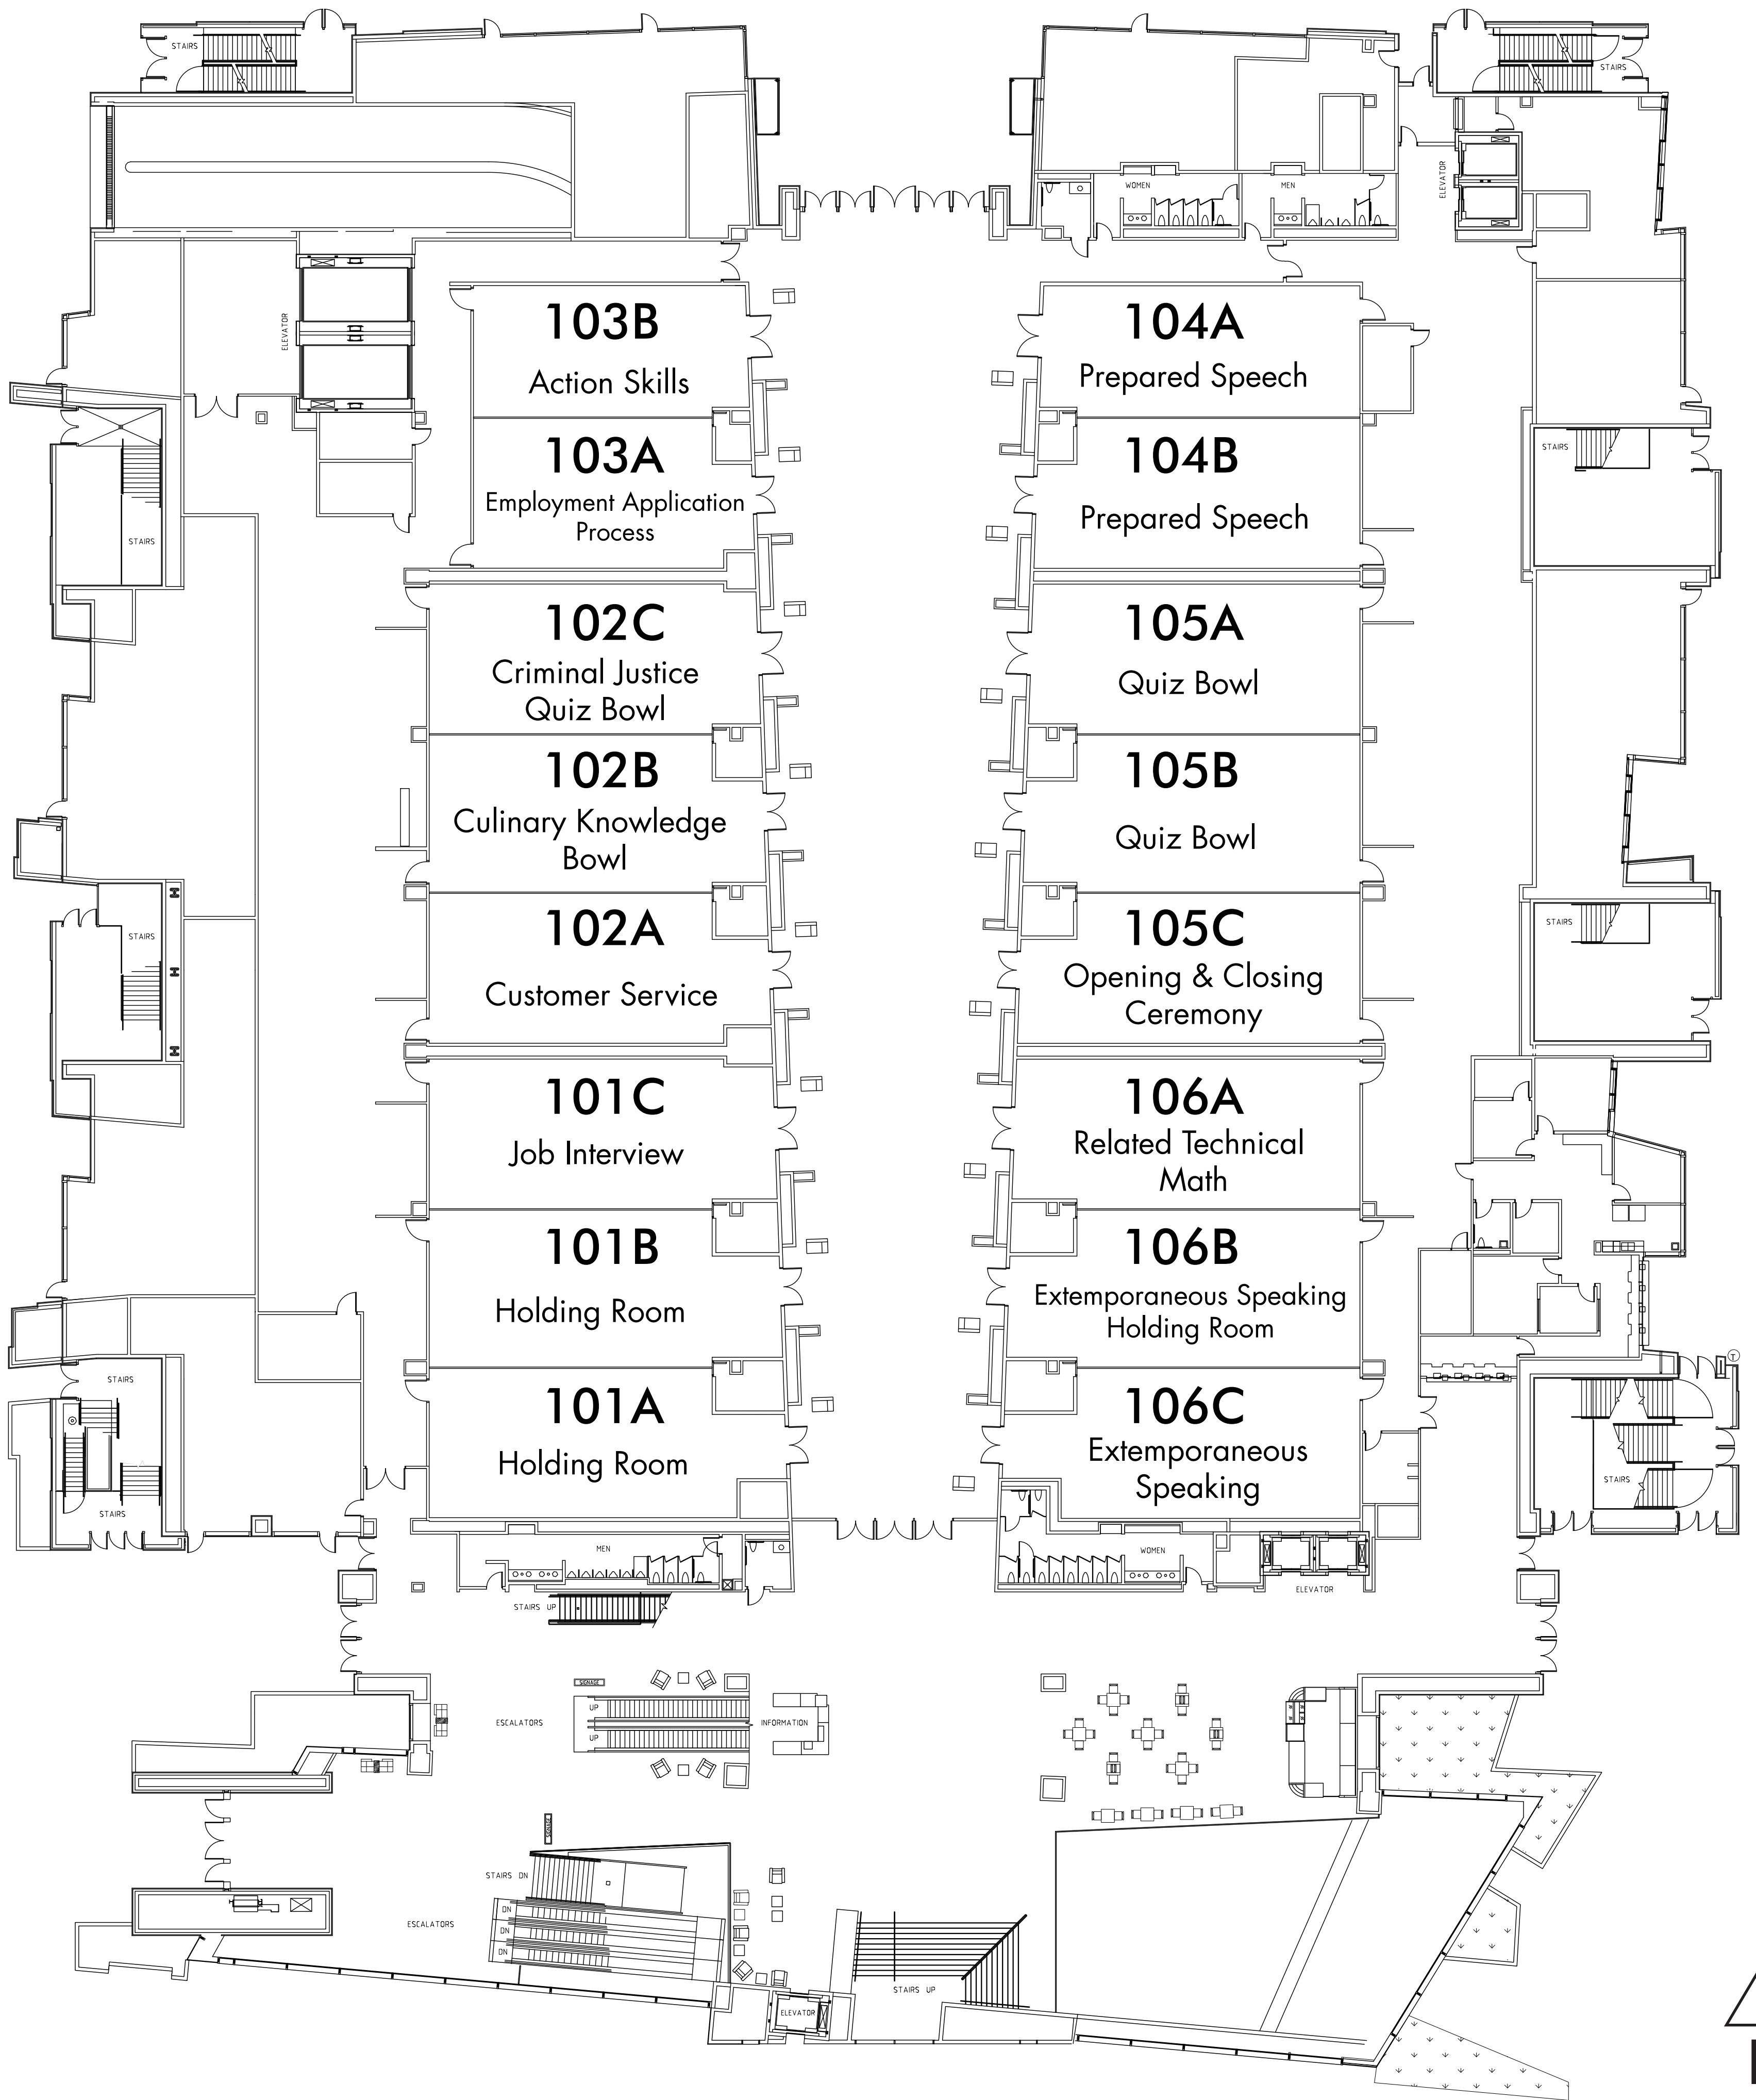 STAIRS
STAIRS
WOMEN
MEN
ELEVATOR
ELEVATOR
103B
Action Skills
104A
Prepared Speech
103A
Employment Application
Process
104B
Prepared Speech
STAIRS
STAIRS
102C
Criminal Justice
Quiz Bowl
105A
Quiz Bowl
102B
Culinary Knowledge
Bowl
105B
Quiz Bowl
102A
Customer Service
105C
Opening & Closing
Ceremony
STAIRS
STAIRS
101C
Job Interview
106A
Related Technical
Math
101B
Holding Room
106B
Extemporaneous Speaking
Holding Room
T
101A
Holding Room
106C
Extemporaneous
Speaking
STAIRS
STAIRS
STAIRS
MEN
WOMEN
ELEVATOR
STAIRS UP
SIGNAGE
UP
UP
ESCALATORS
INFORMATION
SIGNAGE
STAIRS DN
DN
DN
DN
ESCALATORS
STAIRS UP
ELEVATOR